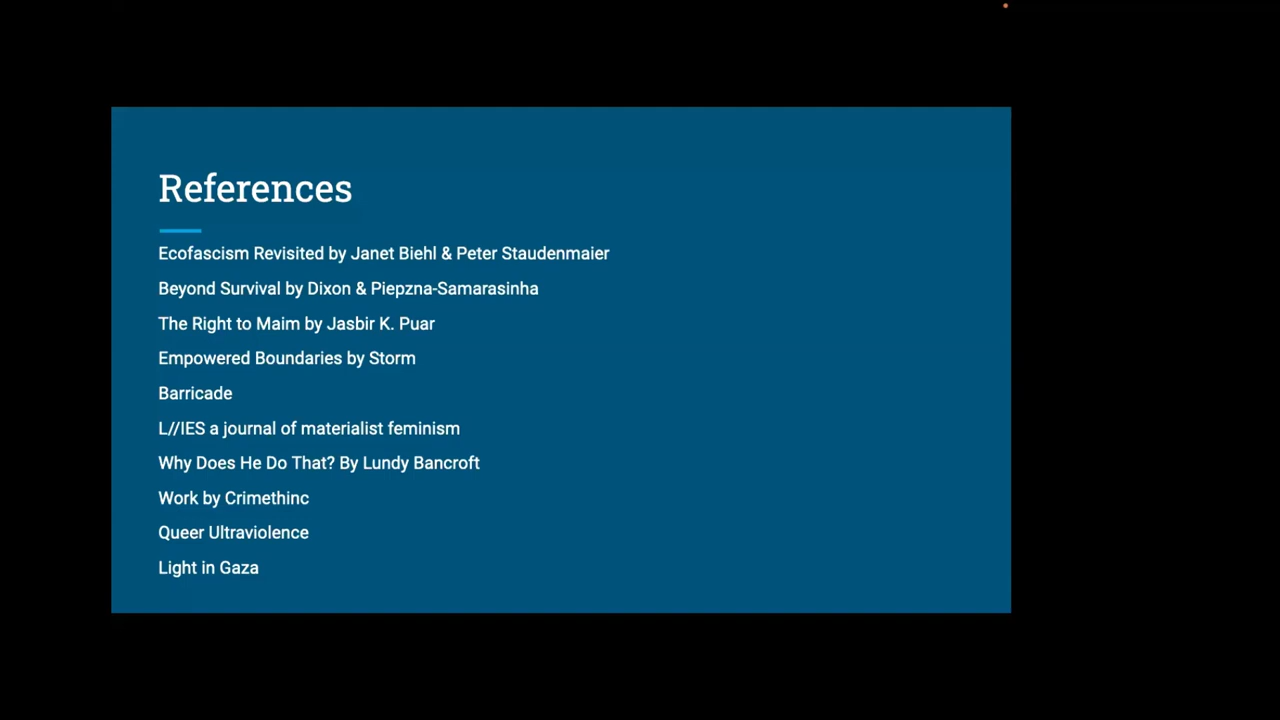 References
Ecofascism Revisited by Janet Biehl & Peter Staudenmaier
Beyond Survival by Dixon & Piepzna-Samarasinha
The Right to Maim by Jasbir K. Puar
Empowered Boundaries by Storm
Barricade
L//IES a journal of materialist feminism
Why Does He Do That? By Lundy Bancroft
Work by Crimethinc
Queer Ultraviolence
Light in Gaza